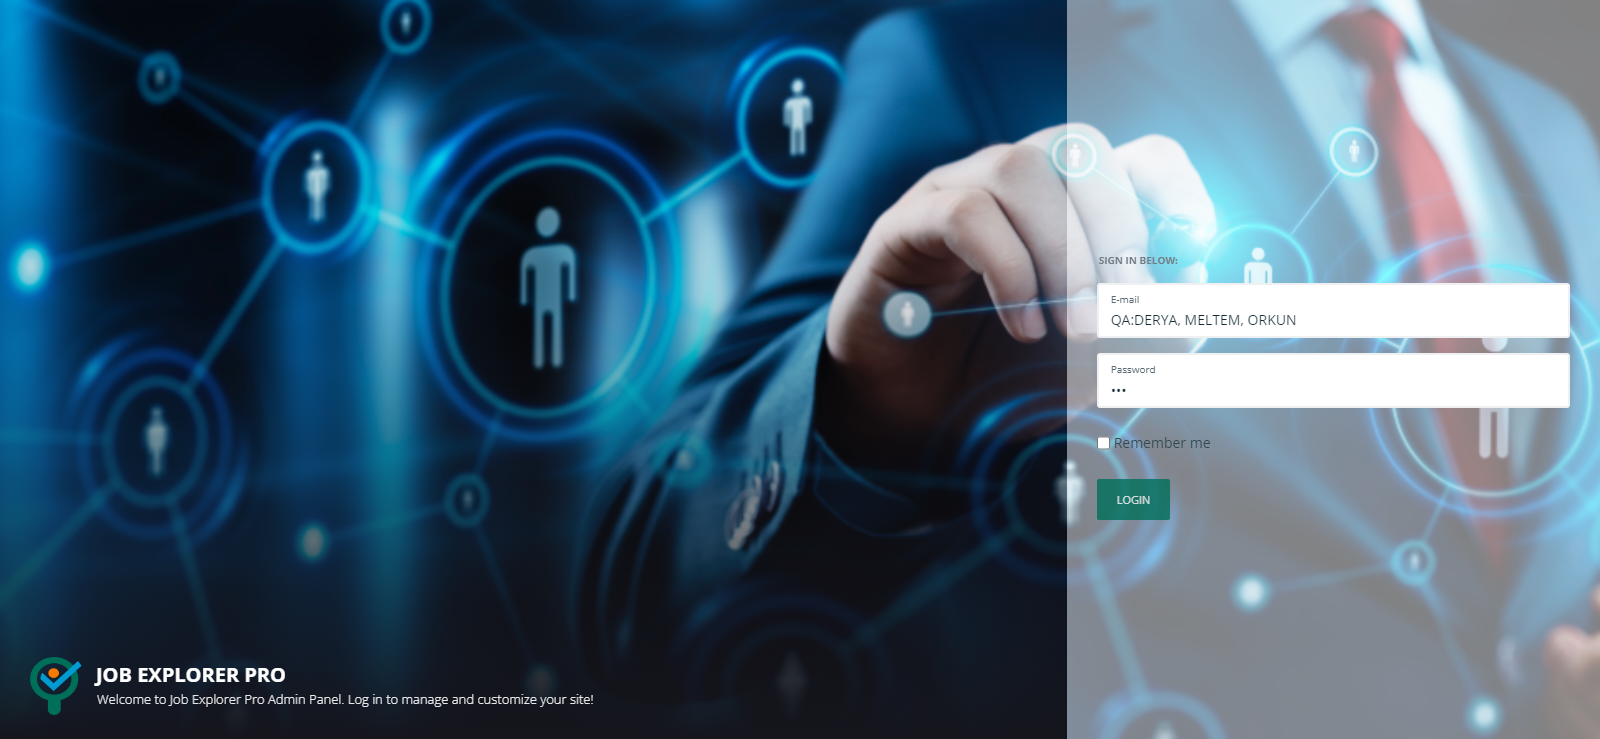 SIGN IN BELOW:
E-mail
QA:DERYA, MELTEM, ORKUN
Password
•••
Remember me
LOGIN
JOB EXPLORER PRO
Welcome to Job Explorer Pro Admin Panel. Log in to manage and customize your site!